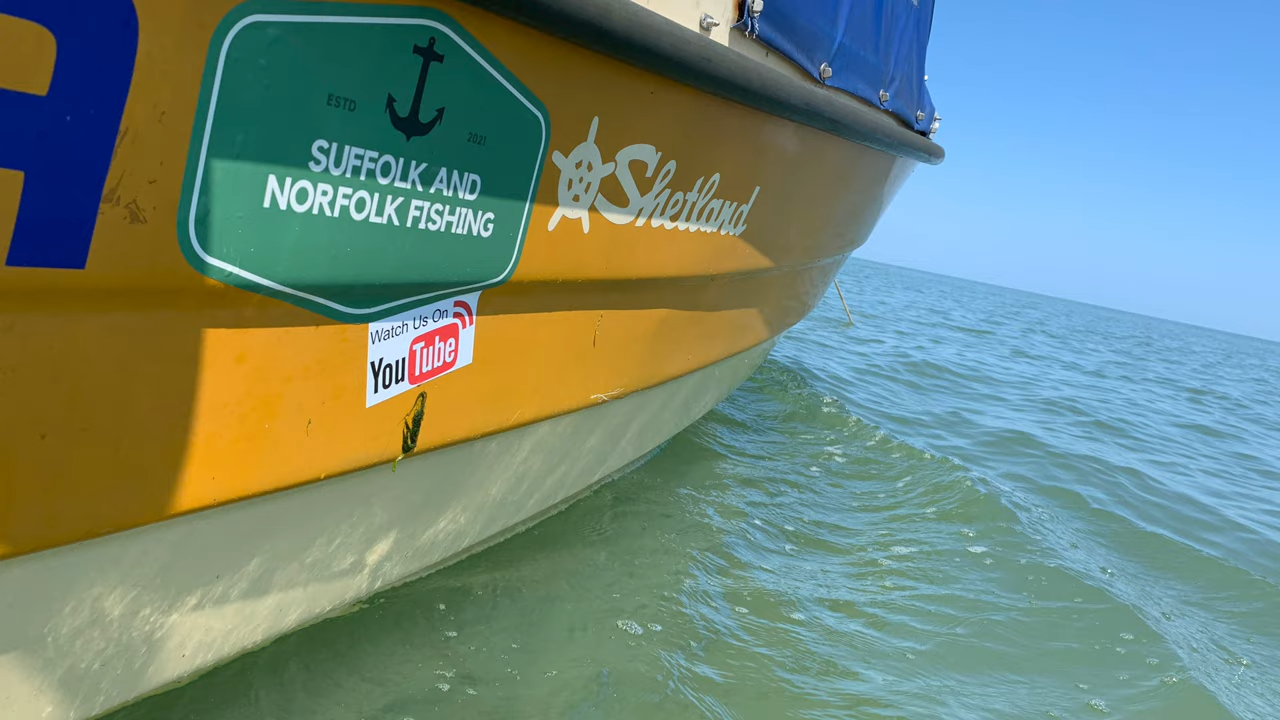 A
ESTD
2021
SUFFOLK AND
NORFOLK FISHING
Shetland
Watch Us On
YouTube